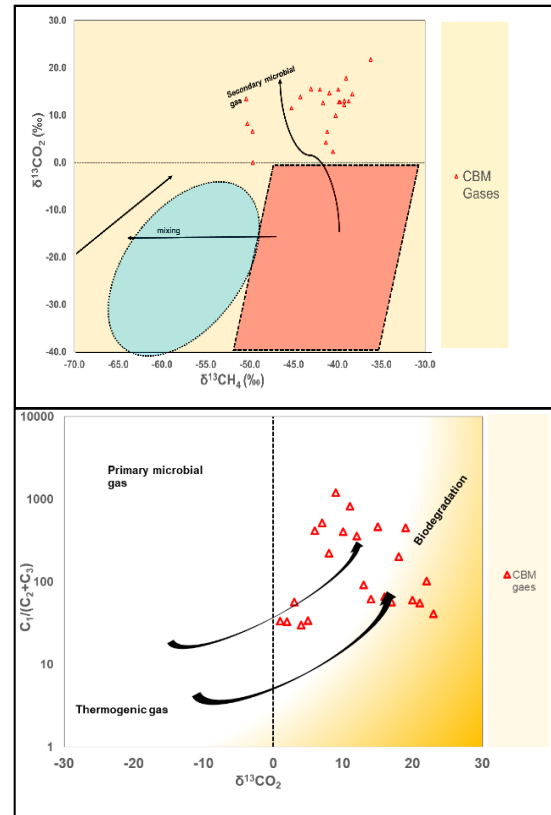 30.0
20.0
10.0
0.0
-10.0
-20.0
-30.0
-40.0
δ¹³CO₂ (‰)
Secondary microbial
gas
mixing
-70.0 -65.0 -60.0 -55.0 -50.0 -45.0 -40.0 -35.0 -30.0
δ¹³CH₄ (‰)
CBM
Gases
10000
1000
100
10
1
C₁/(C₂+C₃)
Primary microbial
gas
Biodegradation
Thermogenic gas
-30 -20 -10 0 10 20 30
δ¹³CO₂
CBM
gaes